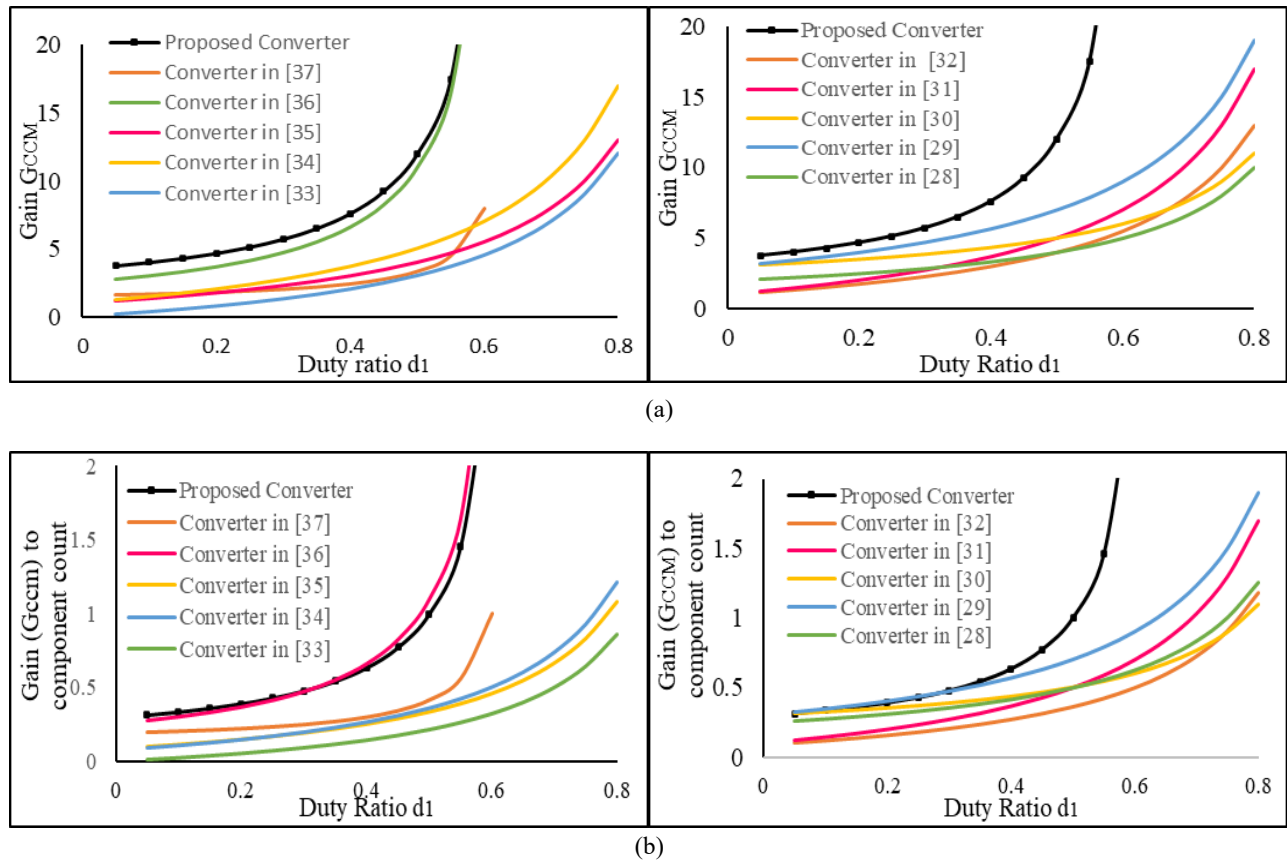 20
15
10
5
0
Gain GCCM
Proposed Converter
Converter in [37]
Converter in [36]
Converter in [35]
Converter in [34]
Converter in [33]
0 0.2 0.4 0.6 0.8
Duty ratio d1
20
15
10
5
0
Gain GCCM
Proposed Converter
Converter in [32]
Converter in [31]
Converter in [30]
Converter in [29]
Converter in [28]
0 0.2 0.4 0.6 0.8
Duty Ratio d1
(a)
2
1.5
1
0.5
0
Gain (Gccm) to
component count
Proposed Converter
Converter in [37]
Converter in [36]
Converter in [35]
Converter in [34]
Converter in [33]
0 0.2 0.4 0.6 0.8
Duty Ratio d1
2
1.5
1
0.5
0
Gain (GCCM) to
component count
Proposed Converter
Converter in [32]
Converter in [31]
Converter in [30]
Converter in [29]
Converter in [28]
0 0.2 0.4 0.6 0.8
Duty Ratio d1
(b)